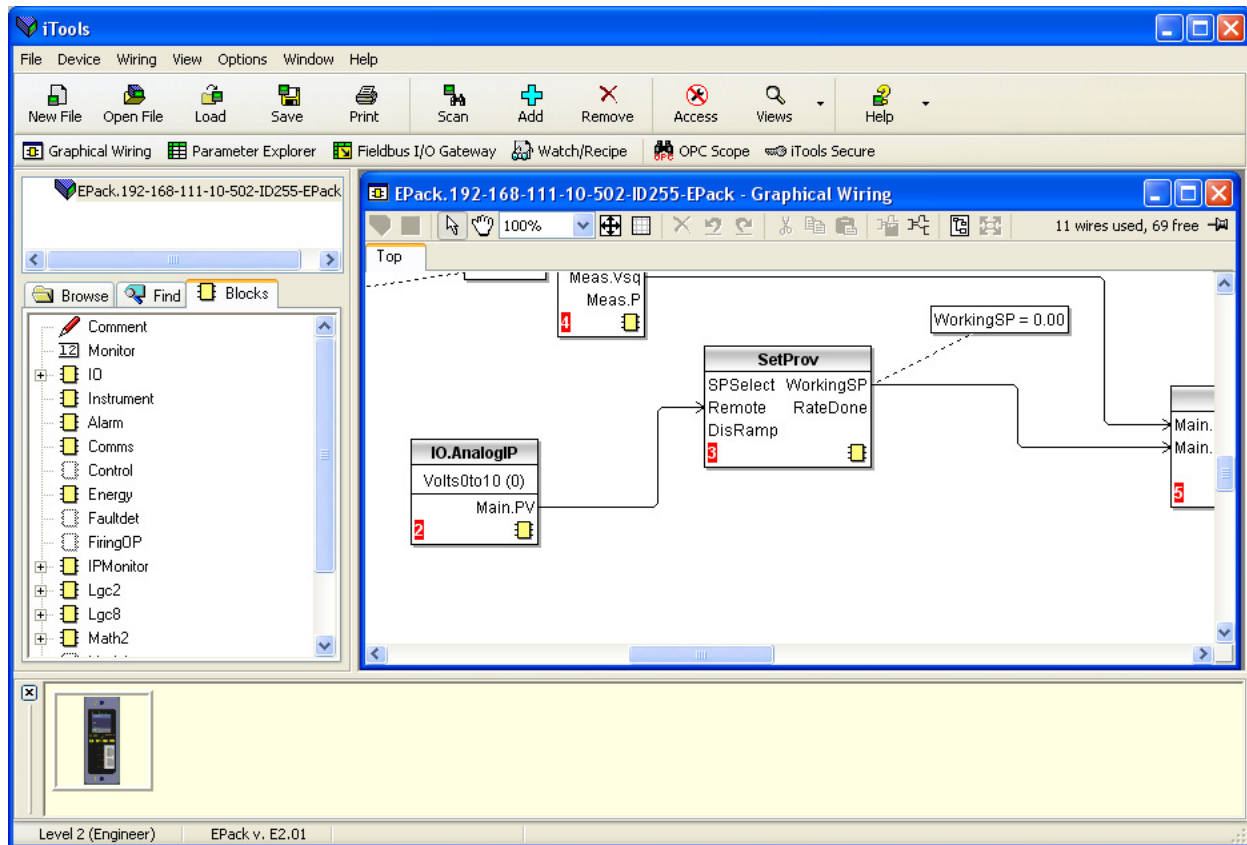 iTools
File Device Wiring View Options Window Help
New File Open File Load Save Print Scan Add Remove Access Views Help
Graphical Wiring Parameter Explorer Fieldbus I/O Gateway Watch/Recipe OPC Scope iTools Secure
EPack.192-168-111-10-502-ID255-EPack
Browse Find Blocks
Comment
12 Monitor
IO
Instrument
Alarm
Comms
Control
Energy
Faultdet
FiringOP
IPMonitor
Lgc2
Lgc8
Math2
EPack.192-168-111-10-502-ID255-EPack - Graphical Wiring
100% 11 wires used, 69 free
Top
Meas.Vsq
Meas.P
4
WorkingSP = 0.00
SetProv
SPSelect WorkingSP
Remote RateDone
DisRamp
3
IO.AnalogIP
Volts0to10 (0)
Main.PV
2
Main.
Main.
5
Level 2 (Engineer) EPack v. E2.01